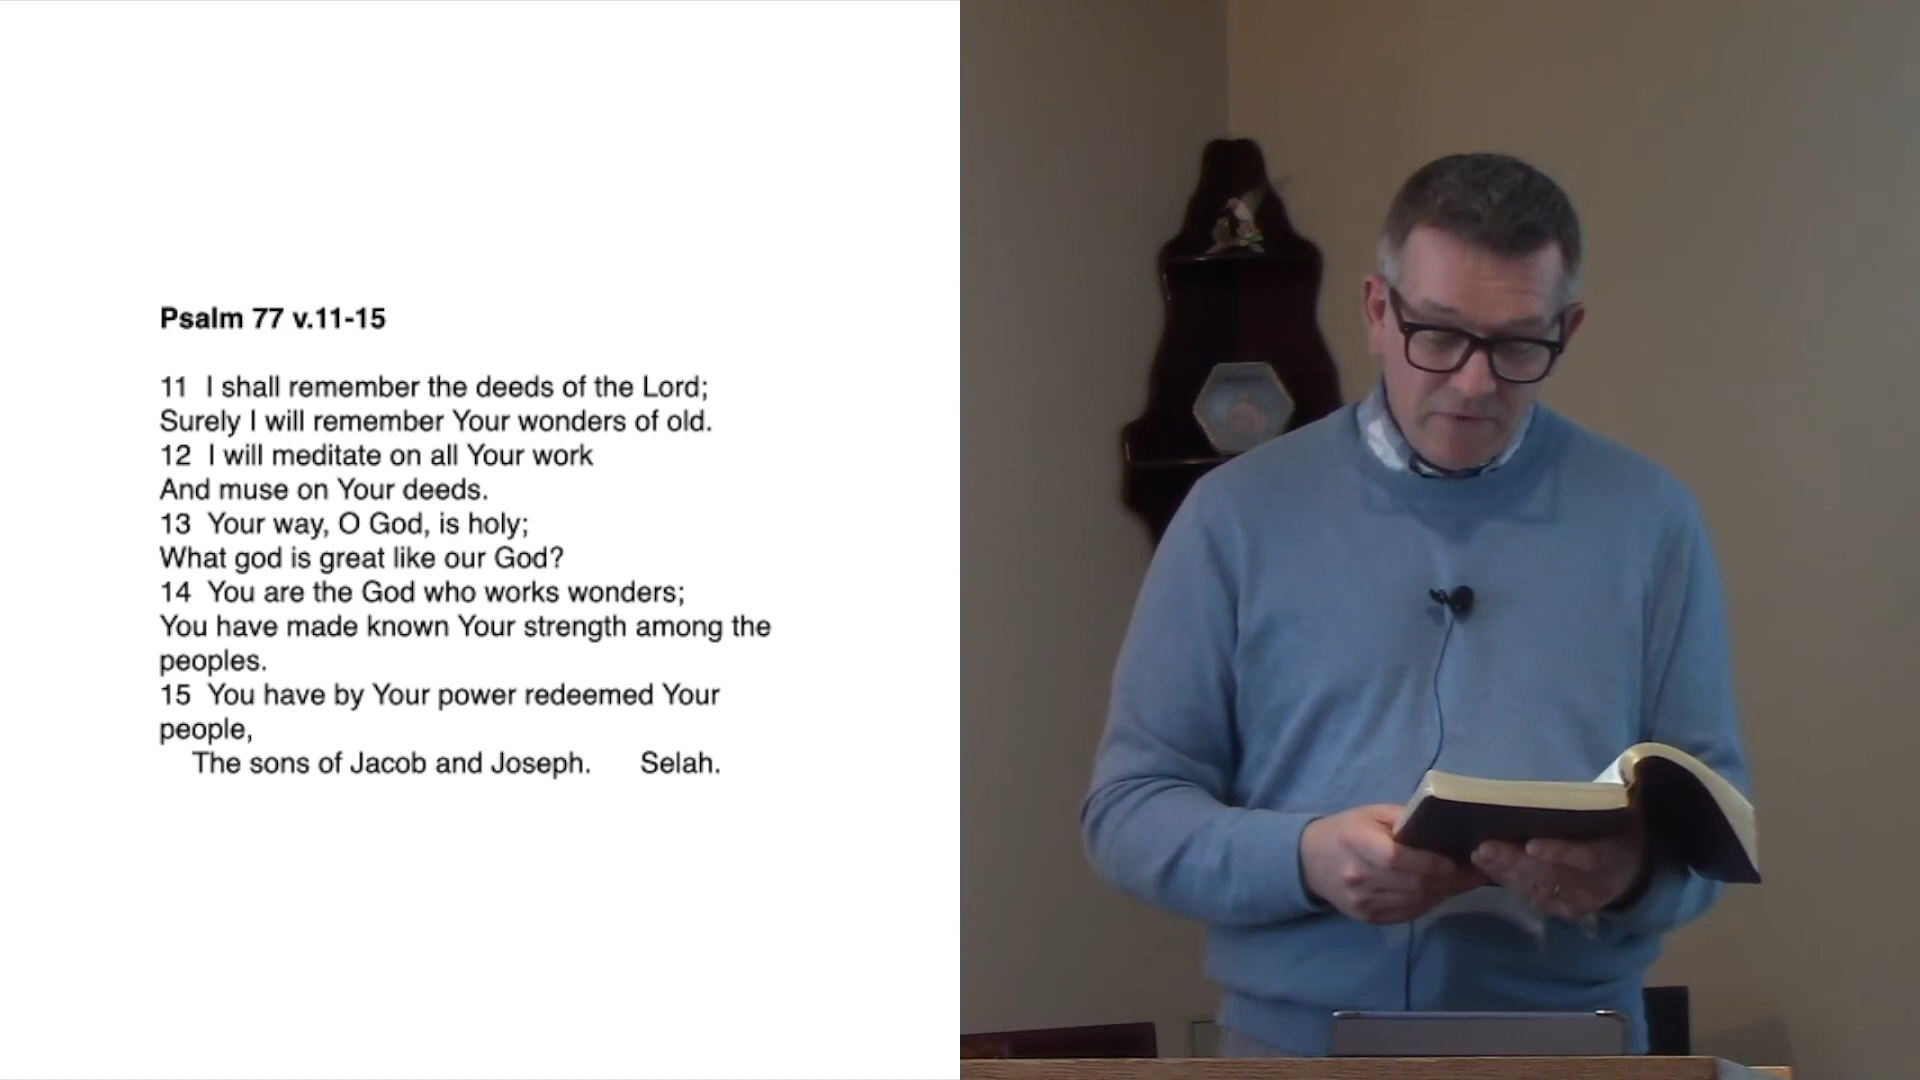 Psalm 77 v.11-15
11 I shall remember the deeds of the Lord;
Surely I will remember Your wonders of old.
12 I will meditate on all Your work
And muse on Your deeds.
13 Your way, O God, is holy;
What god is great like our God?
14 You are the God who works wonders;
You have made known Your strength among the
peoples.
15 You have by Your power redeemed Your
people,
The sons of Jacob and Joseph. Selah.